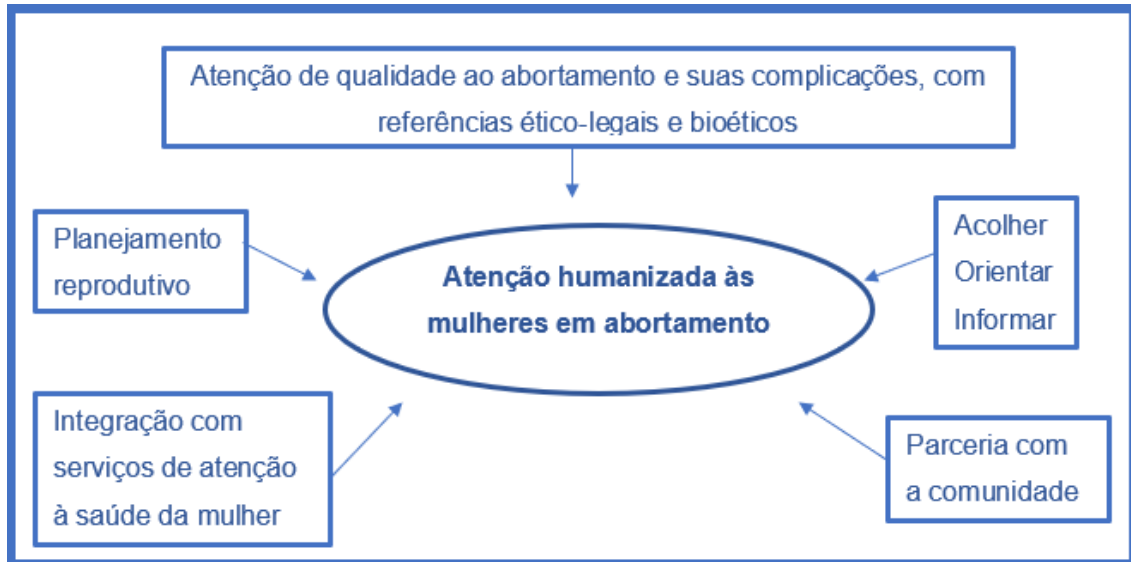 Atenção de qualidade ao abortamento e suas complicações, com
referências ético-legais e bioéticos
Planejamento
reprodutivo
Atenção humanizada às
mulheres em abortamento
Acolher
Orientar
Informar
Integração com
serviços de atenção
à saúde da mulher
Parceria com
a comunidade